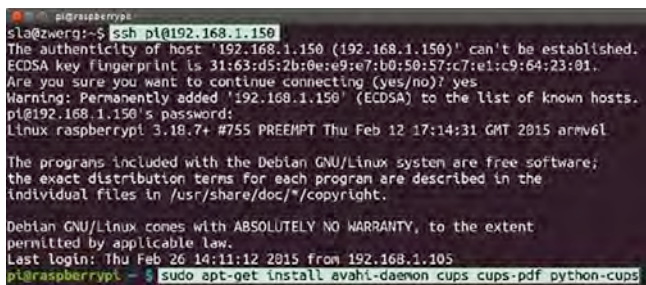 pi@raspberrypi
sla@zwerg:~$ ssh pi@192.168.1.150
The authenticity of host '192.168.1.150 (192.168.1.150)' can't be established.
ECDSA key fingerprint is 31:63:d5:2b:0e:e9:e7:b0:50:57:c7:e1:c9:64:23:01.
Are you sure you want to continue connecting (yes/no)? yes
Warning: Permanently added '192.168.1.150' (ECDSA) to the list of known hosts.
pi@192.168.1.150's password:
Linux raspberrypi 3.18.7+ #755 PREEMPT Thu Feb 12 17:14:31 GMT 2015 armv6l
The programs included with the Debian GNU/Linux system are free software;
the exact distribution terms for each program are described in the
individual files in /usr/share/doc/*/copyright.
Debian GNU/Linux comes with ABSOLUTELY NO WARRANTY, to the extent
permitted by applicable law.
Last login: Thu Feb 26 14:11:12 2015 from 192.168.1.105
pi@raspberrypi ~ $ sudo apt-get install avahi-daemon cups cups-pdf python-cups